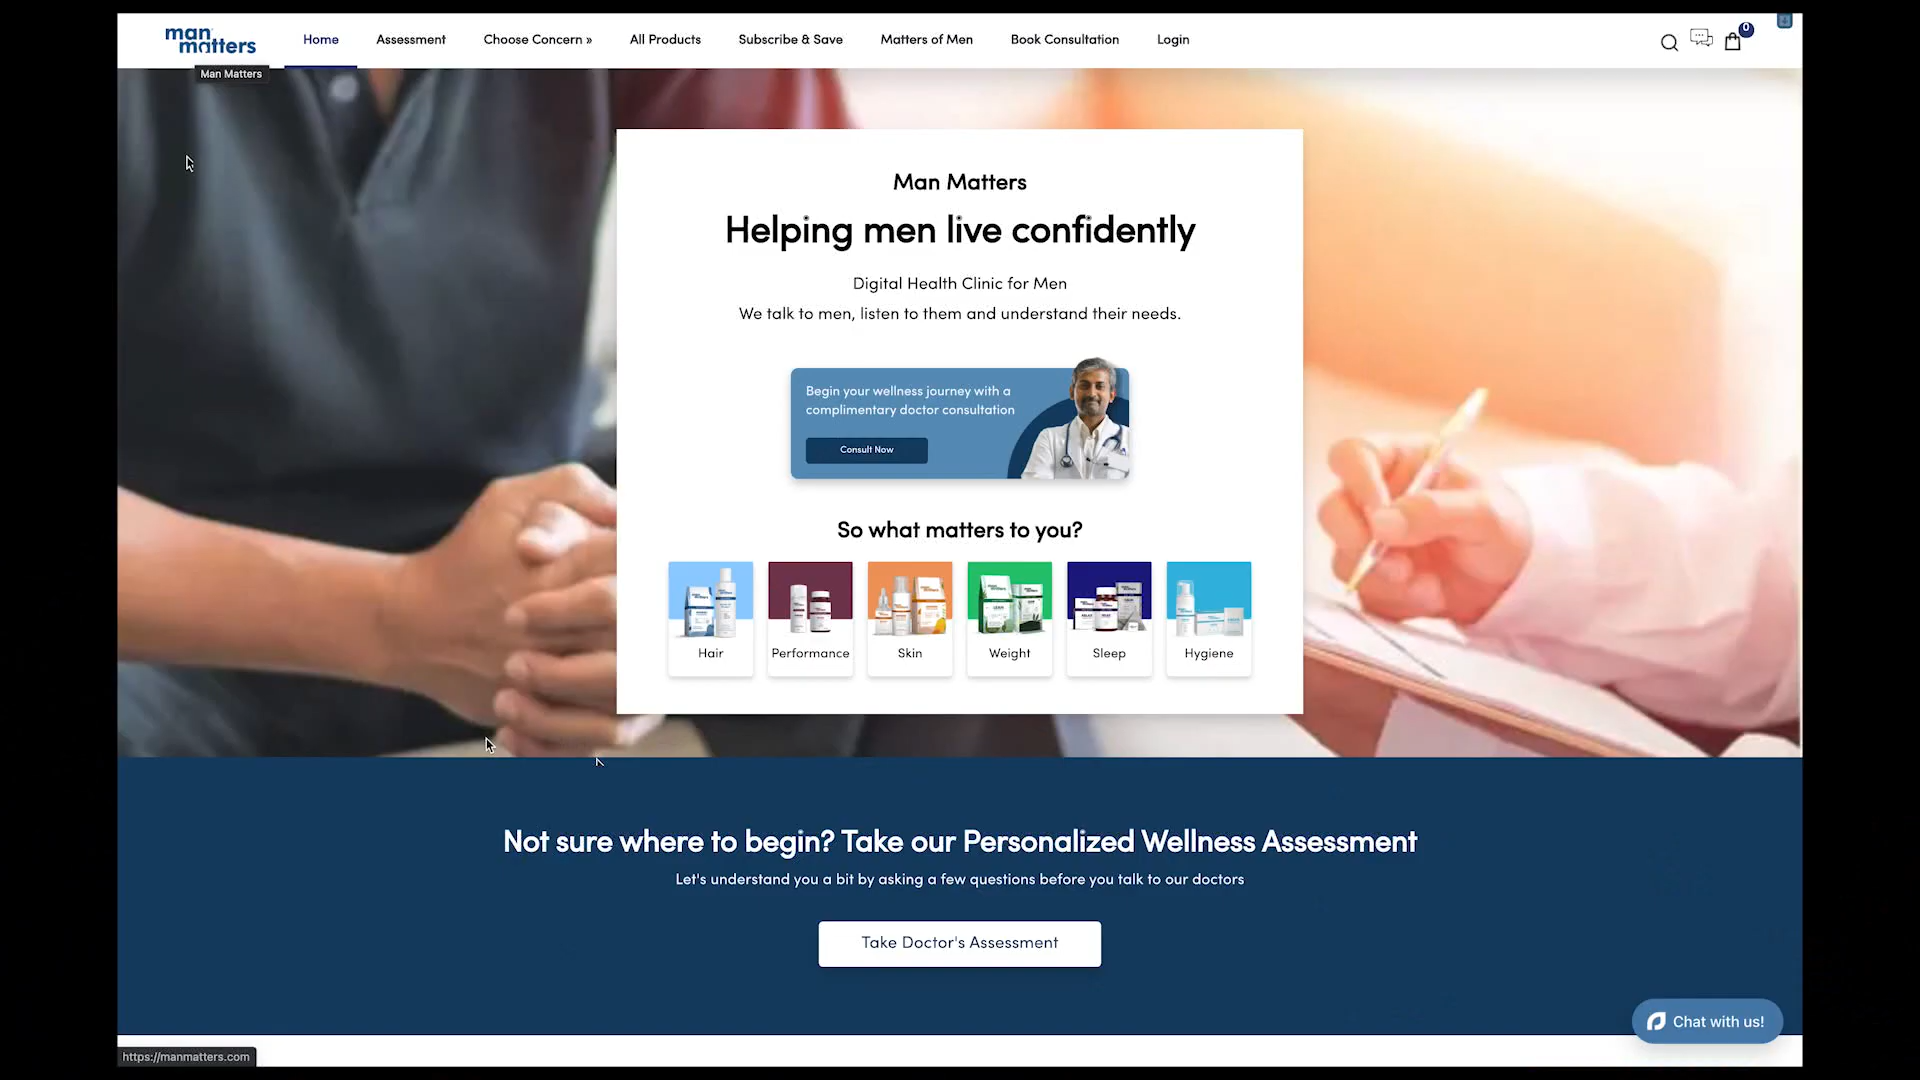 man
matters
Home
Assessment
Choose Concern »
All Products
Subscribe & Save
Matters of Men
Book Consultation
Login
0
Man Matters
Man Matters
Helping men live confidently
Digital Health Clinic for Men
We talk to men, listen to them and understand their needs.
Begin your wellness journey with a
complimentary doctor consultation
Consult Now
So what matters to you?
Hair
Performance
Skin
Weight
Sleep
Hygiene
Not sure where to begin? Take our Personalized Wellness Assessment
Let's understand you a bit by asking a few questions before you talk to our doctors
Take Doctor's Assessment
Chat with us!
https://manmatters.com